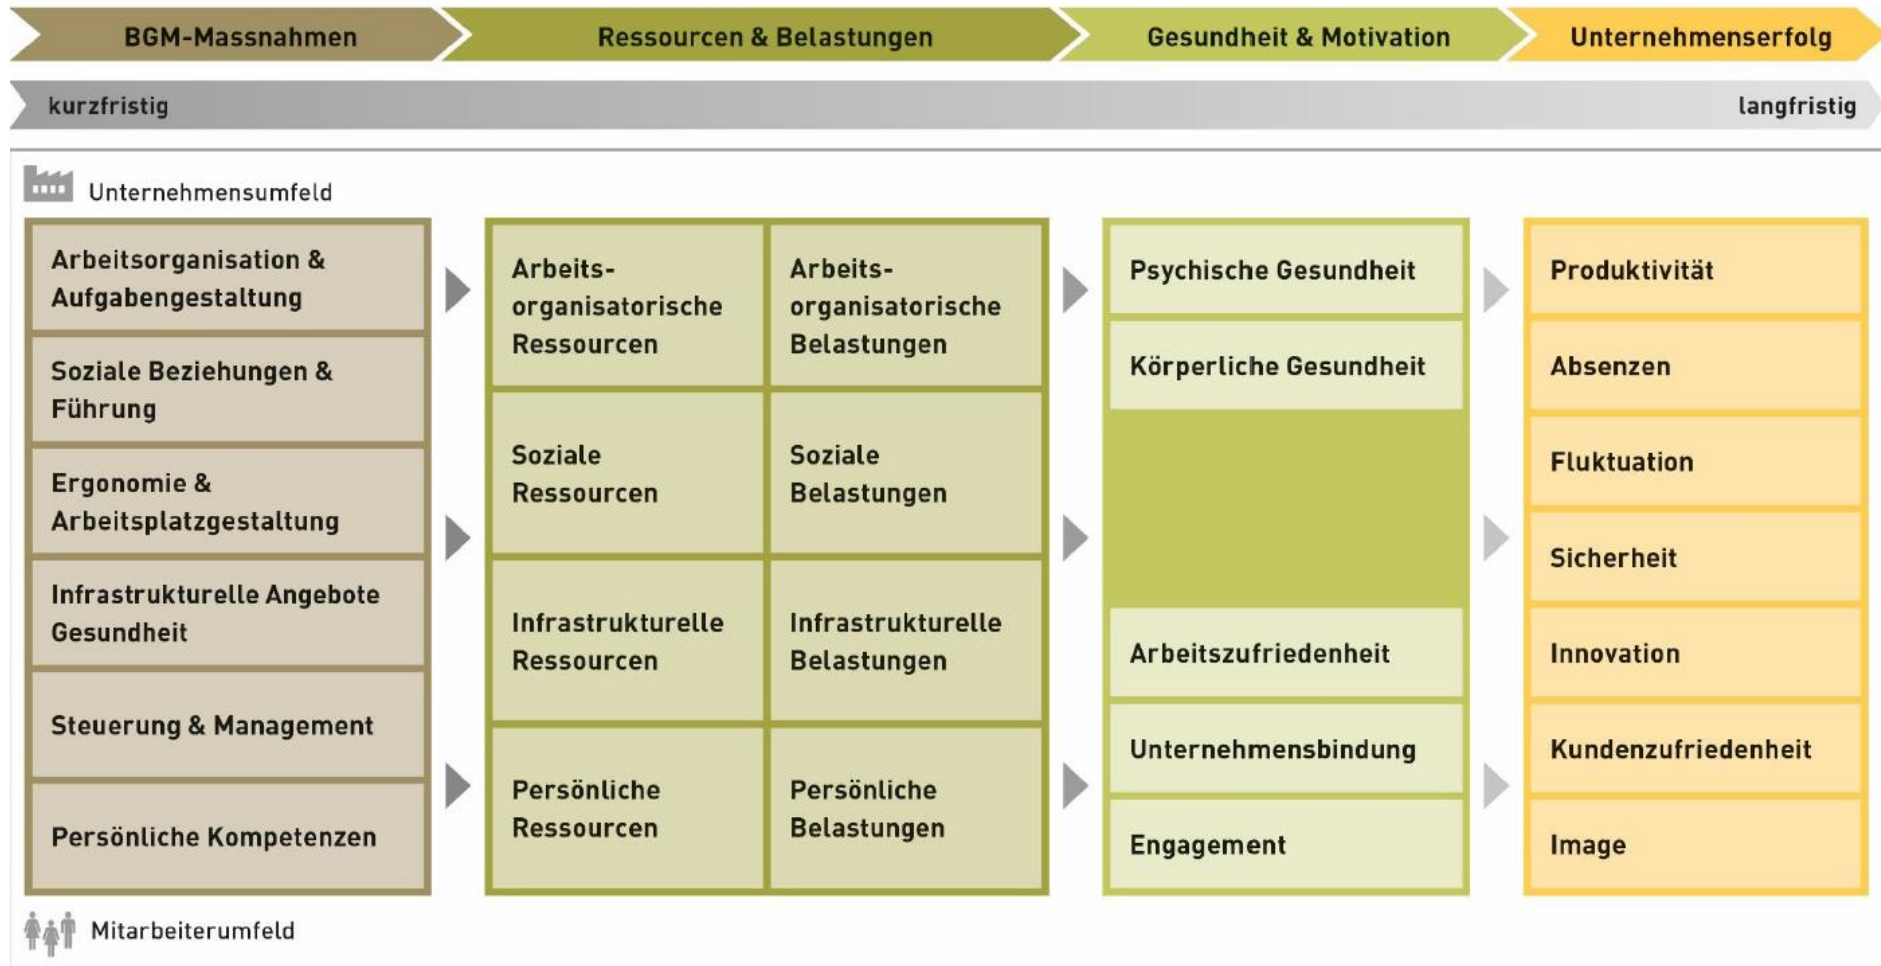 BGM-Massnahmen
Ressourcen & Belastungen
Gesundheit & Motivation
Unternehmenserfolg
kurzfristig
langfristig
Unternehmensumfeld
Arbeitsorganisation &
Aufgabengestaltung
Soziale Beziehungen &
Führung
Ergonomie &
Arbeitsplatzgestaltung
Infrastrukturelle Angebote
Gesundheit
Steuerung & Management
Persönliche Kompetenzen
Arbeits-
organisatorische
Ressourcen
Arbeits-
organisatorische
Belastungen
Soziale
Ressourcen
Soziale
Belastungen
Infrastrukturelle
Ressourcen
Infrastrukturelle
Belastungen
Persönliche
Ressourcen
Persönliche
Belastungen
Psychische Gesundheit
Körperliche Gesundheit
Arbeitszufriedenheit
Unternehmensbindung
Engagement
Produktivität
Absenzen
Fluktuation
Sicherheit
Innovation
Kundenzufriedenheit
Image
Mitarbeiterumfeld